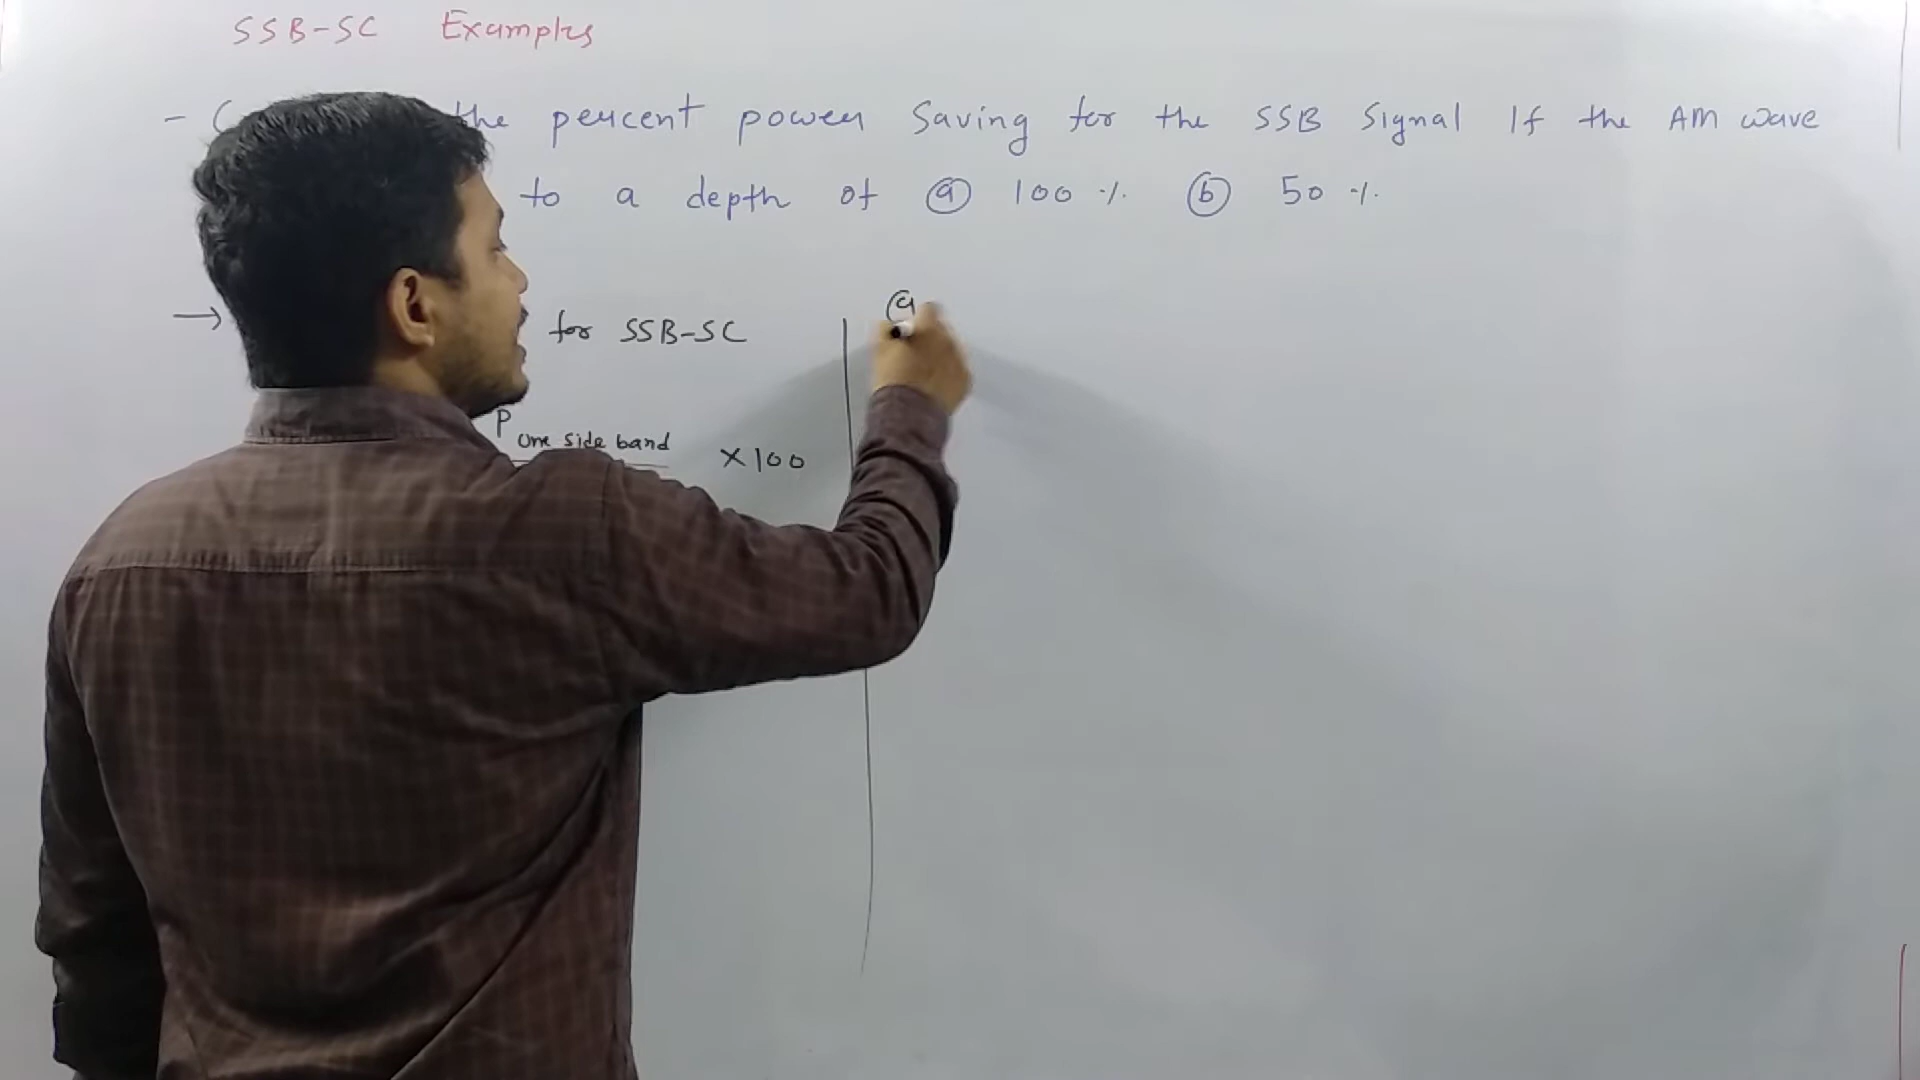 SSB-SC Examples
- the percent power Saving for the SSB Signal If the AM wave
to a depth of ⓐ 100 % ⓑ 50 %
→ for SSB-SC
ⓐ
P one side band
× 100